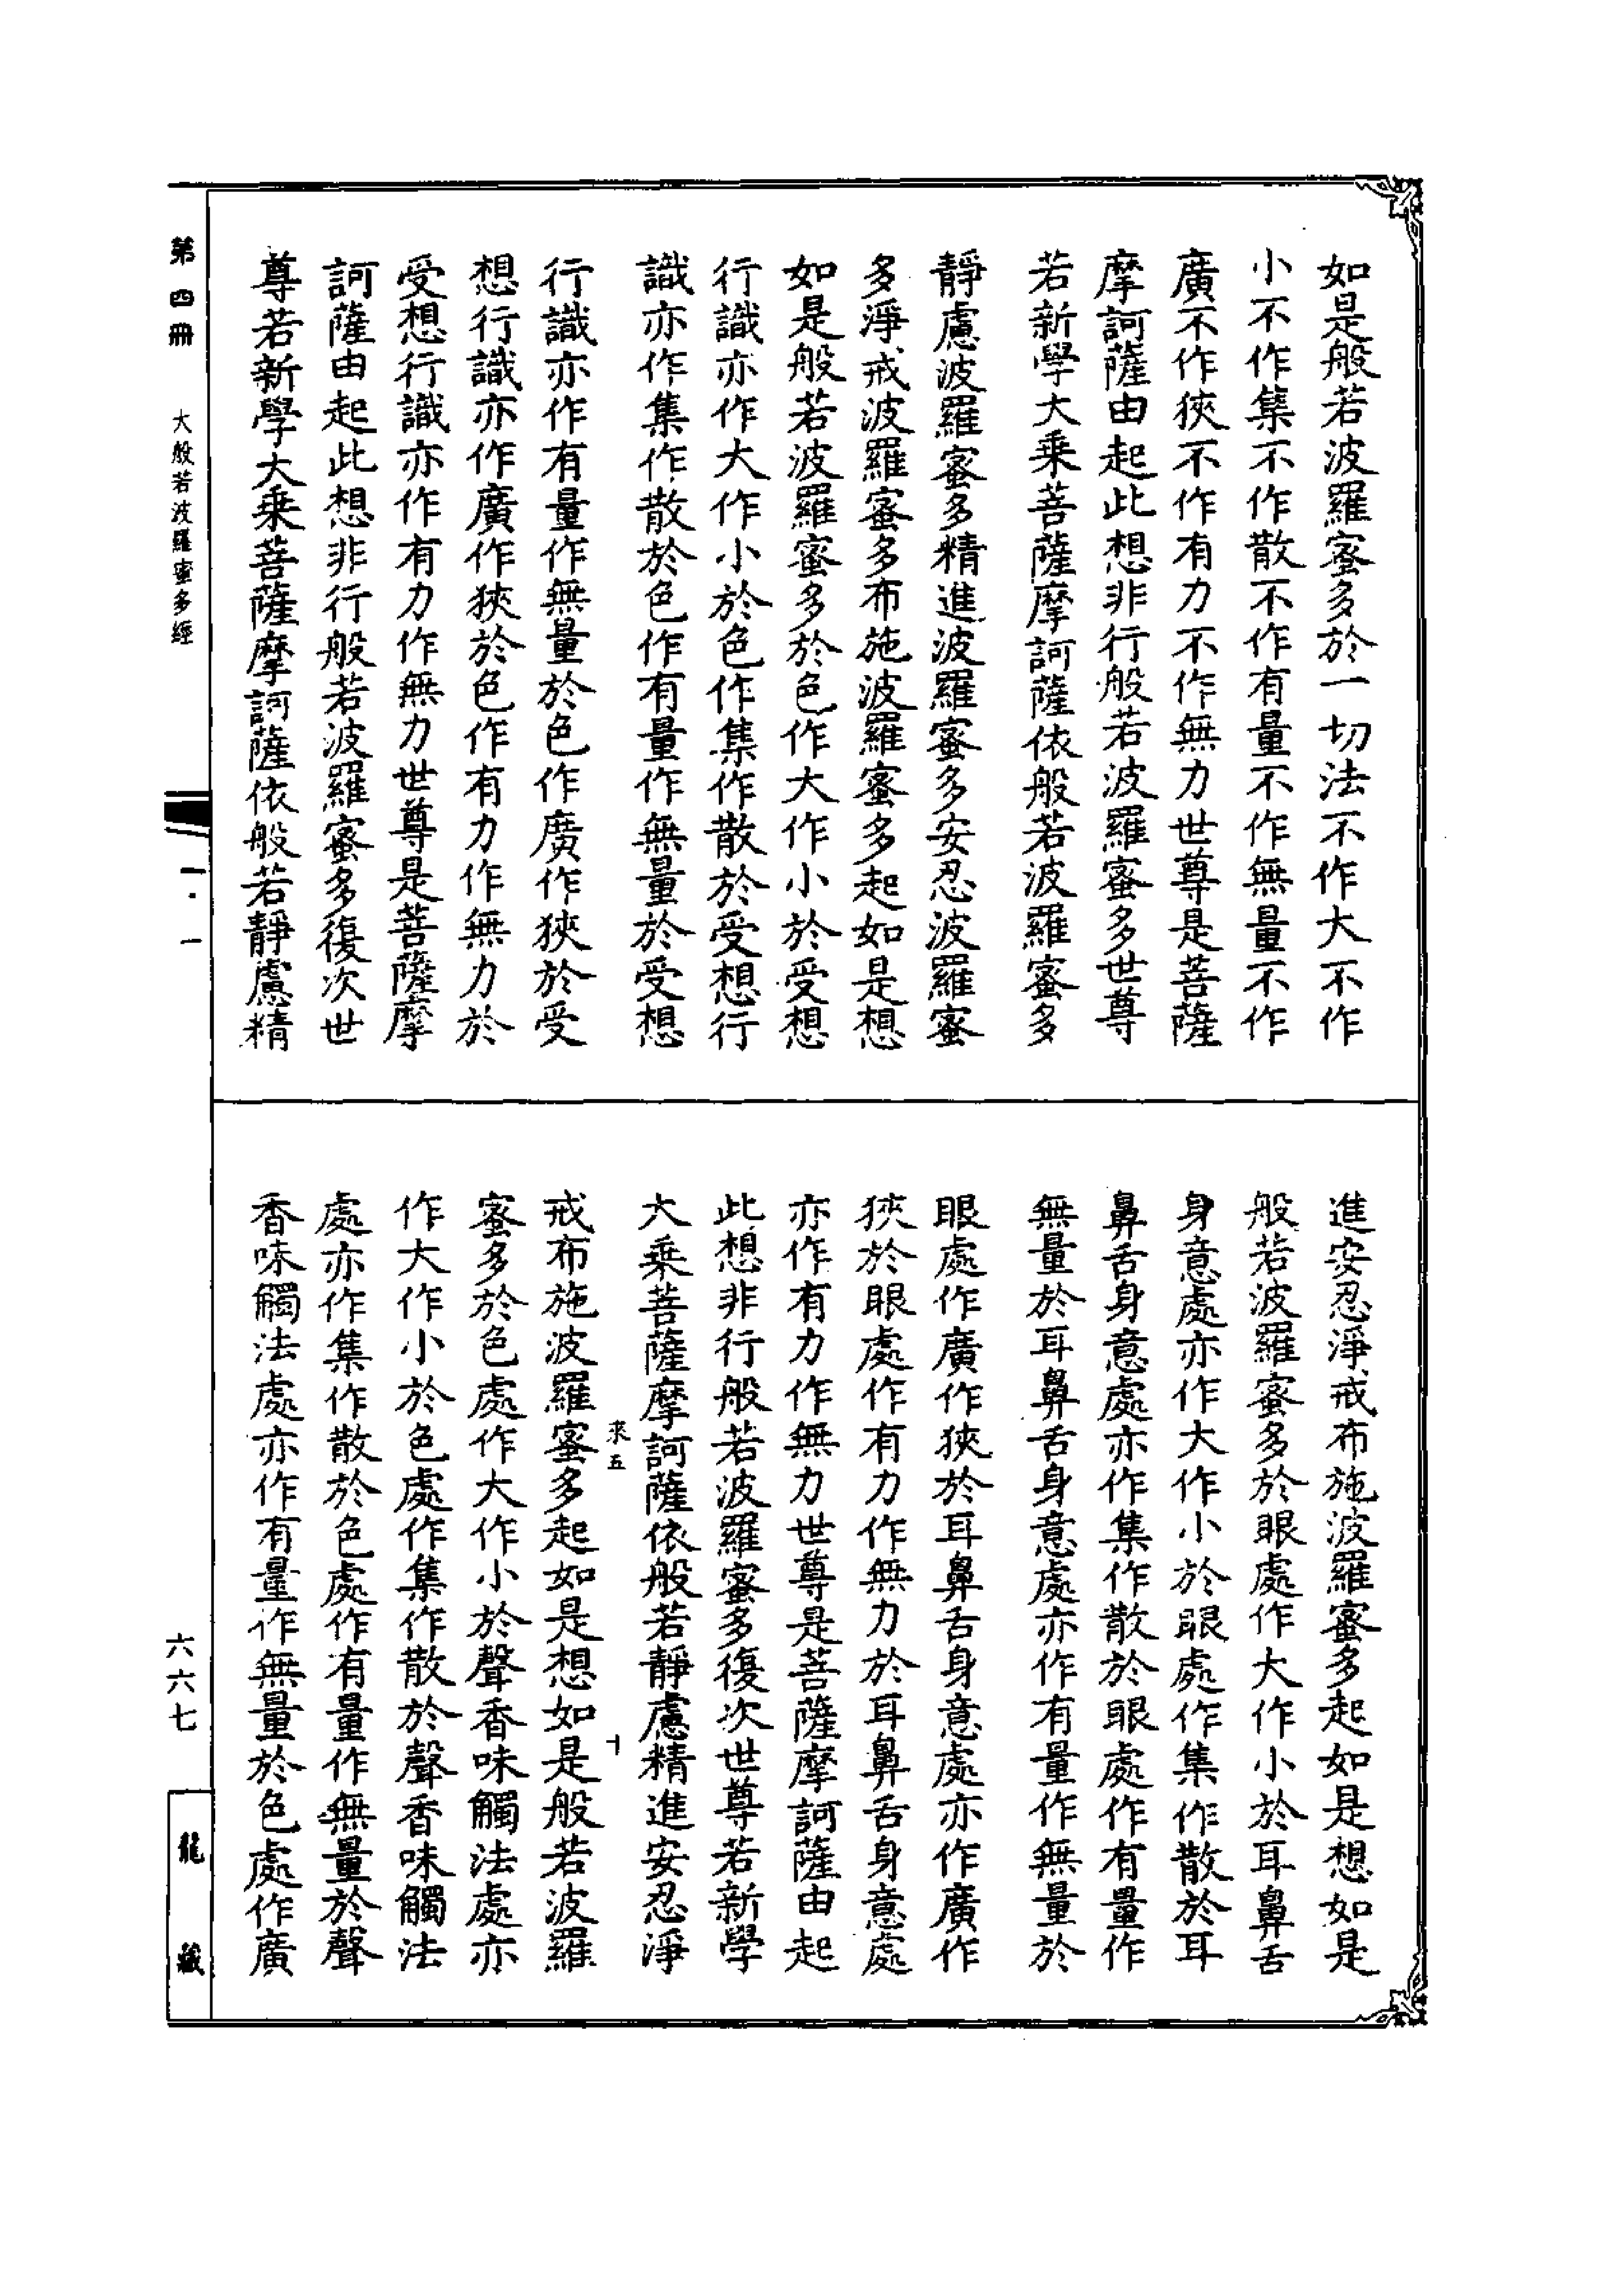 如是般若波羅蜜多於一切法不作大不作
小不作集不作散不作有量不作無量不作
廣不作狹不作有力不作無力世尊是菩薩
摩訶薩由起此想非行般若波羅蜜多世尊
若新學大乘菩薩摩訶薩依般若波羅蜜多
靜慮波羅蜜多精進波羅蜜多安忍波羅蜜
多淨戒波羅蜜多布施波羅蜜多起如是想
如是般若波羅蜜多於色作大作小於受想
行識亦作大作小於色作集作散於受想行
識亦作集作散於色作有量作無量於受想
行識亦作有量作無量於色作廣作狹於受
想行識亦作廣作狹於色作有力作無力於
受想行識亦作有力作無力世尊是菩薩摩
訶薩由起此想非行般若波羅蜜多復次世
尊若新學大乘菩薩摩訶薩依般若靜慮精
進安忍淨戒布施波羅蜜多起如是想如是
般若波羅蜜多於眼處作大作小於耳鼻舌
身意處亦作大作小於眼處作集作散於耳
鼻舌身意處亦作集作散於眼處作有量作
無量於耳鼻舌身意處亦作有量作無量於
眼處作廣作狹於耳鼻舌身意處亦作廣作
狹於眼處作有力作無力於耳鼻舌身意處
亦作有力作無力世尊是菩薩摩訶薩由起
此想非行般若波羅蜜多復次世尊若新學
大乘菩薩摩訶薩依般若靜慮精進安忍淨
來五 十
戒布施波羅蜜多起如是想如是般若波羅
蜜多於色處作大作小於聲香味觸法處亦
作大作小於色處作集作散於聲香味觸法
處亦作集作散於色處作有量作無量於聲
香味觸法處亦作有量作無量於色處作廣
第四冊 大般若波羅蜜多經 一·一
六六七
龍藏